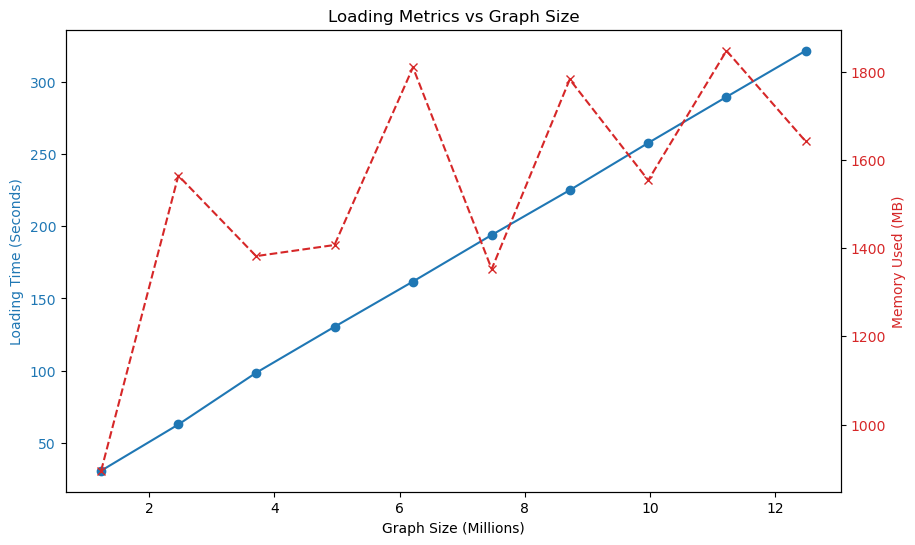 Loading Metrics vs Graph Size
Loading Time (Seconds)
300
250
200
150
100
50
1800
1600
1400
1200
1000
Memory Used (MB)
2 4 6 8 10 12
Graph Size (Millions)